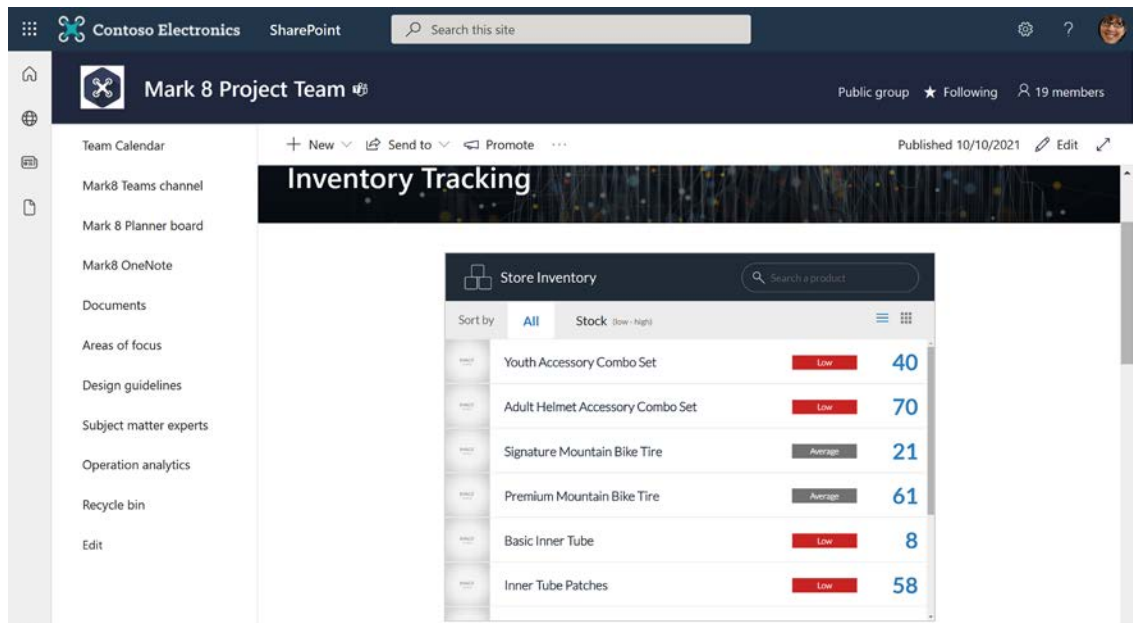 Contoso Electronics SharePoint Search this site ?
Mark 8 Project Team
Public group ★ Following 19 members
+ New Send to Promote ... Published 10/10/2021 Edit
Team Calendar
Mark8 Teams channel
Mark 8 Planner board
Mark8 OneNote
Documents
Areas of focus
Design guidelines
Subject matter experts
Operation analytics
Recycle bin
Edit
Inventory Tracking
Store Inventory Search a product
Sort by All Stock (low - high)
Youth Accessory Combo Set Low 40
Adult Helmet Accessory Combo Set Low 70
Signature Mountain Bike Tire Average 21
Premium Mountain Bike Tire Average 61
Basic Inner Tube Low 8
Inner Tube Patches Low 58